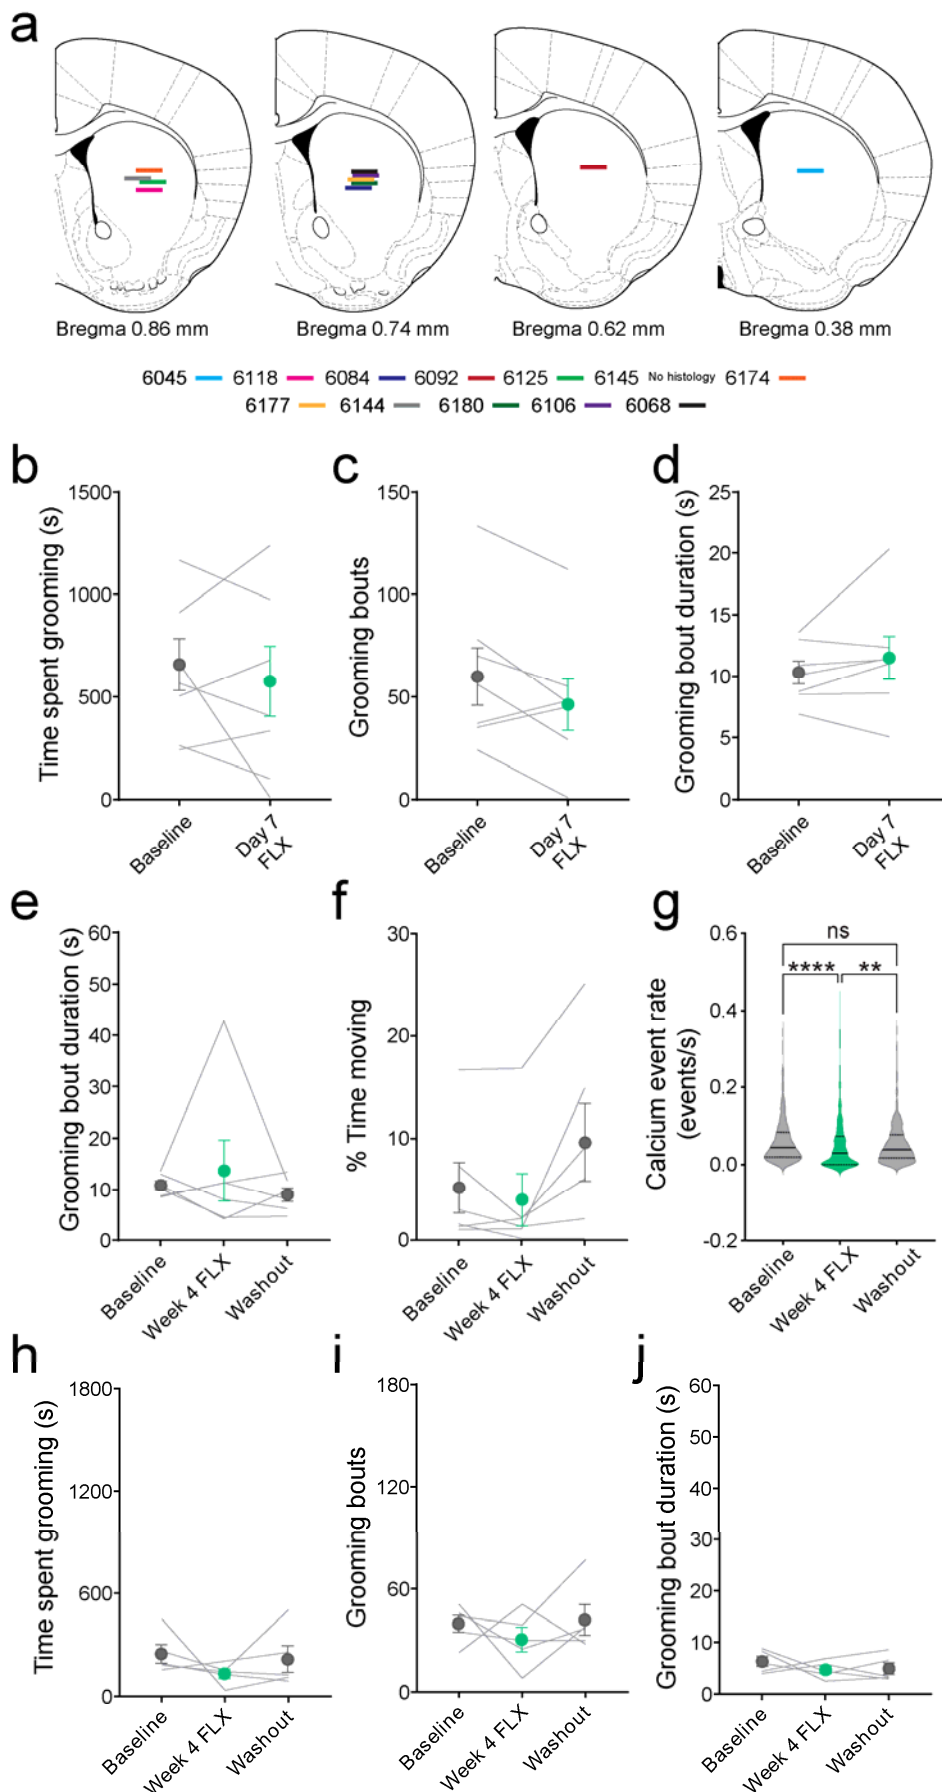 a
Bregma 0.86 mm
Bregma 0.74 mm
Bregma 0.62 mm
Bregma 0.38 mm
6045 6118 6084 6092 6125 6145 No histology 6174
6177 6144 6180 6106 6068
b
Time spent grooming (s)
1500
1000
500
0
Baseline
Day 7
FLX
c
Grooming bouts
150
100
50
0
Baseline
Day 7
FLX
d
Grooming bout duration (s)
25
20
15
10
5
0
Baseline
Day 7
FLX
e
Grooming bout duration (s)
60
50
40
30
20
10
0
Baseline
Week 4 FLX
Washout
f
% Time moving
30
20
10
0
Baseline
Week 4 FLX
Washout
g
Calcium event rate
(events/s)
0.6
0.4
0.2
0.0
-0.2
ns
**** **
Baseline
Week 4 FLX
Washout
h
Time spent grooming (s)
1800
1200
600
0
Baseline
Week 4 FLX
Washout
i
Grooming bouts
180
120
60
0
Baseline
Week 4 FLX
Washout
j
Grooming bout duration (s)
60
50
40
30
20
10
0
Baseline
Week 4 FLX
Washout